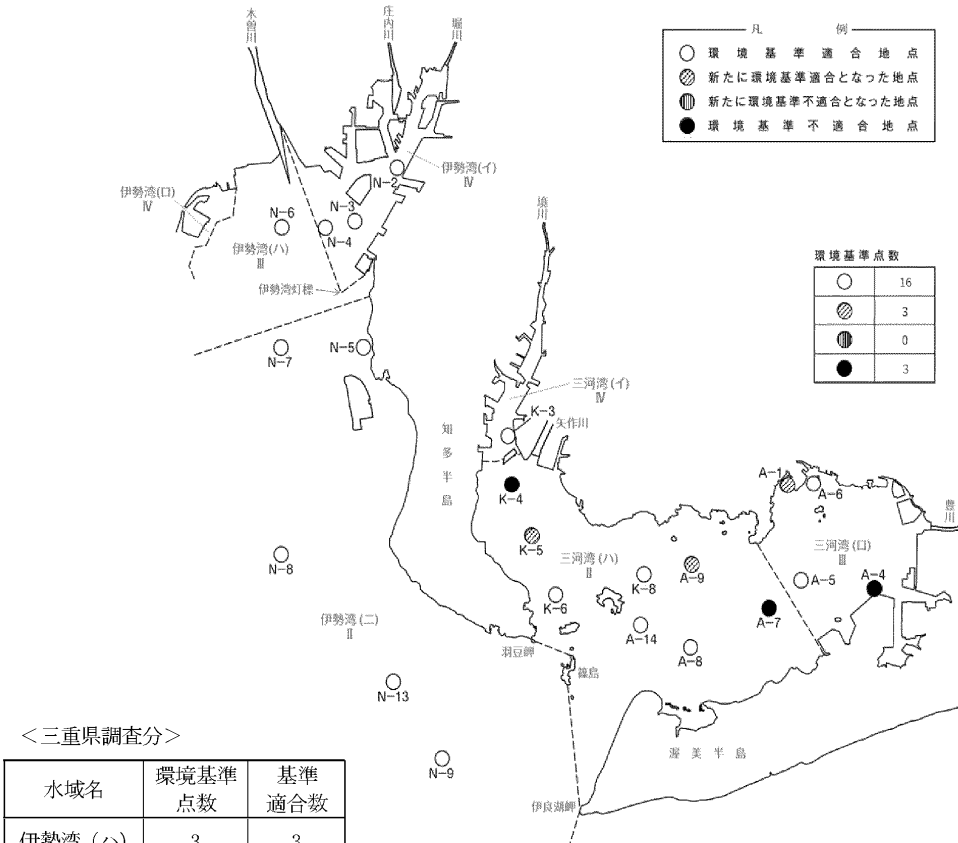 木曽川
庄内川
堀川
凡 例
環境基準適合地点
新たに環境基準適合となった地点
新たに環境基準不適合となった地点
環境基準不適合地点
伊勢湾(イ)
Ⅳ
N-2
伊勢湾(ロ)
Ⅳ
N-3
N-6
N-4
伊勢湾(ハ)
Ⅲ
境川
伊勢湾灯標
環境基準点数
16
3
0
3
N-7
N-5
三河湾(イ)
Ⅳ
K-3
矢作川
知多半島
K-4
A-1
A-6
豊川
K-5
三河湾(ハ)
Ⅱ
三河湾(ロ)
Ⅲ
N-8
K-8
A-9
A-5
A-4
K-6
A-7
伊勢湾(二)
Ⅱ
A-14
A-8
羽豆岬
篠島
N-13
＜三重県調査分＞
渥美半島
N-9
水域名
環境基準
点数
基準
適合数
伊良湖岬
伊勢湾(ハ) 3 3